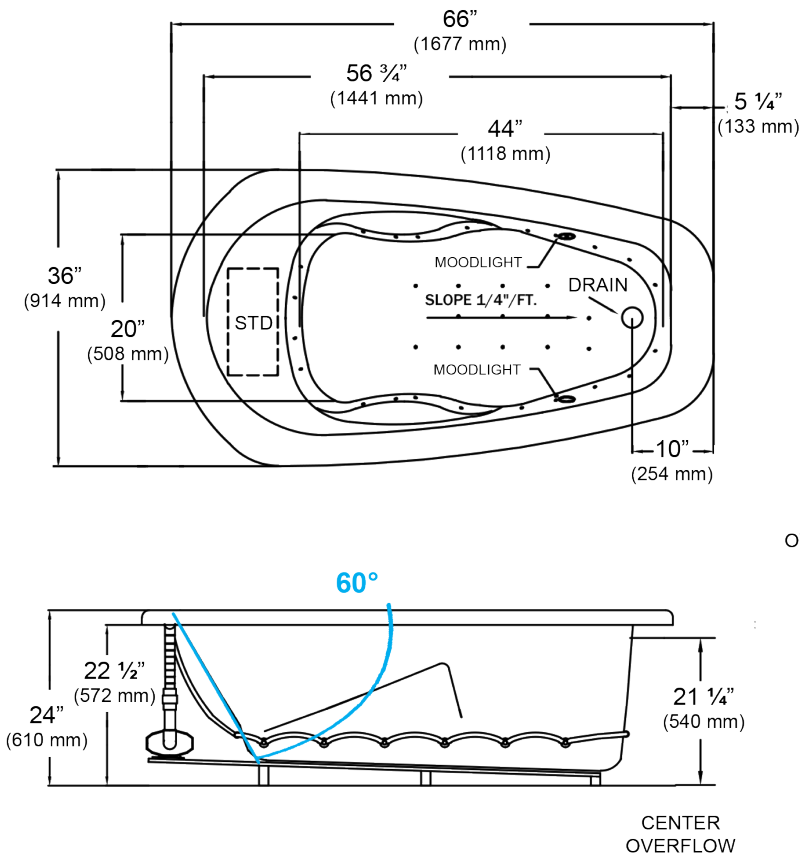 66”
(1677 mm)
56 ¾”
(1441 mm)
5 ¼”
(133 mm)
44”
(1118 mm)
36”
(914 mm)
20”
(508 mm)
STD
MOODLIGHT
DRAIN
SLOPE 1/4"/FT.
MOODLIGHT
10”
(254 mm)
O
60°
22 ½”
(572 mm)
24”
(610 mm)
21 ¼”
(540 mm)
CENTER
OVERFLOW